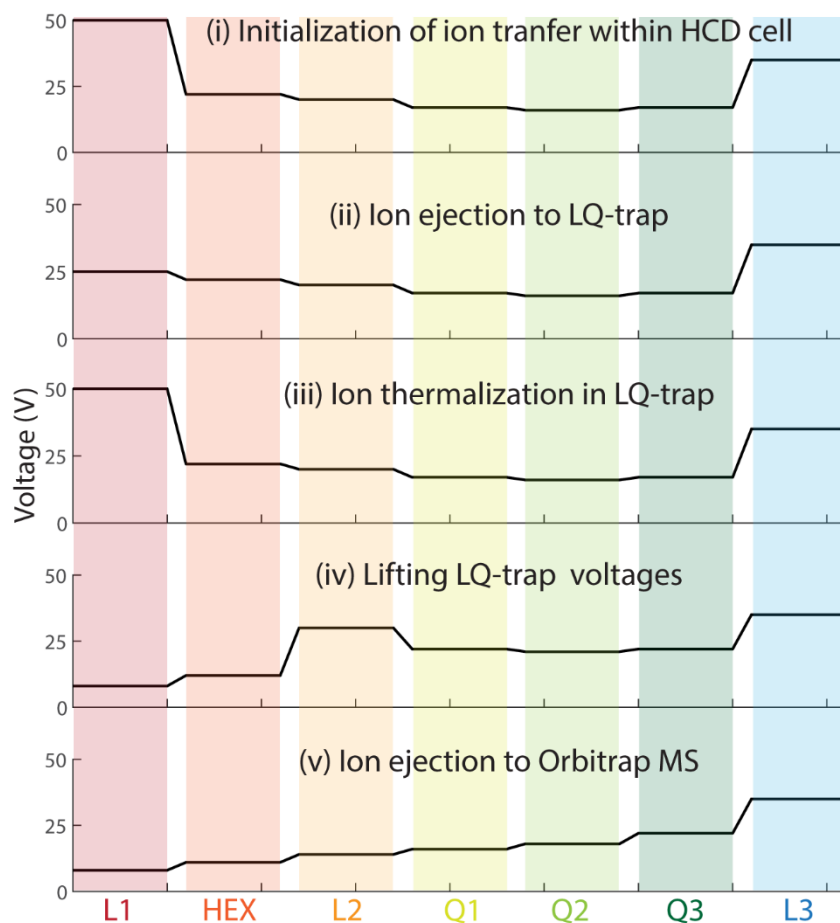 (i) Initialization of ion tranfer within HCD cell
50
25
0
(ii) Ion ejection to LQ-trap
50
25
0
(iii) Ion thermalization in LQ-trap
50
25
0
(iv) Lifting LQ-trap voltages
50
25
0
(v) Ion ejection to Orbitrap MS
50
25
0
Voltage (V)
L1 HEX L2 Q1 Q2 Q3 L3